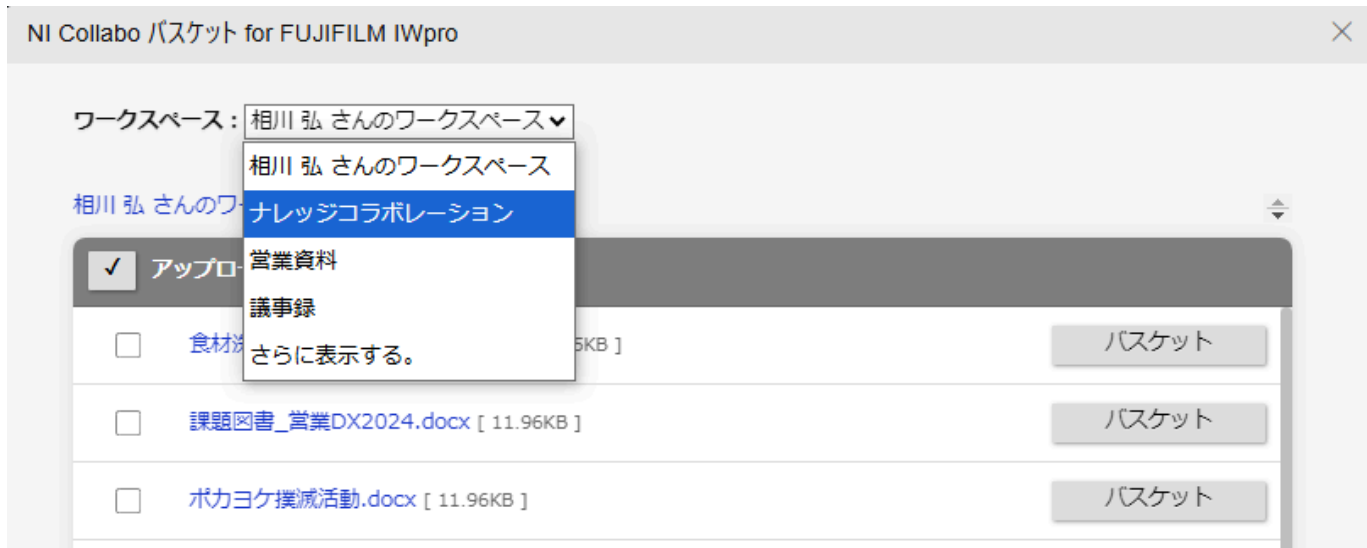 NI Collabo バスケット for FUJIFILM IWpro
ワークスペース : 相川 弘 さんのワークスペース
相川 弘 さんのワークスペース
ナレッジコラボレーション
営業資料
議事録
さらに表示する。
相川 弘 さんのワ
アップロ
食材 5KB ]
バスケット
課題図書_営業DX2024.docx [ 11.96KB ]
バスケット
ポカヨケ撲滅活動.docx [ 11.96KB ]
バスケット